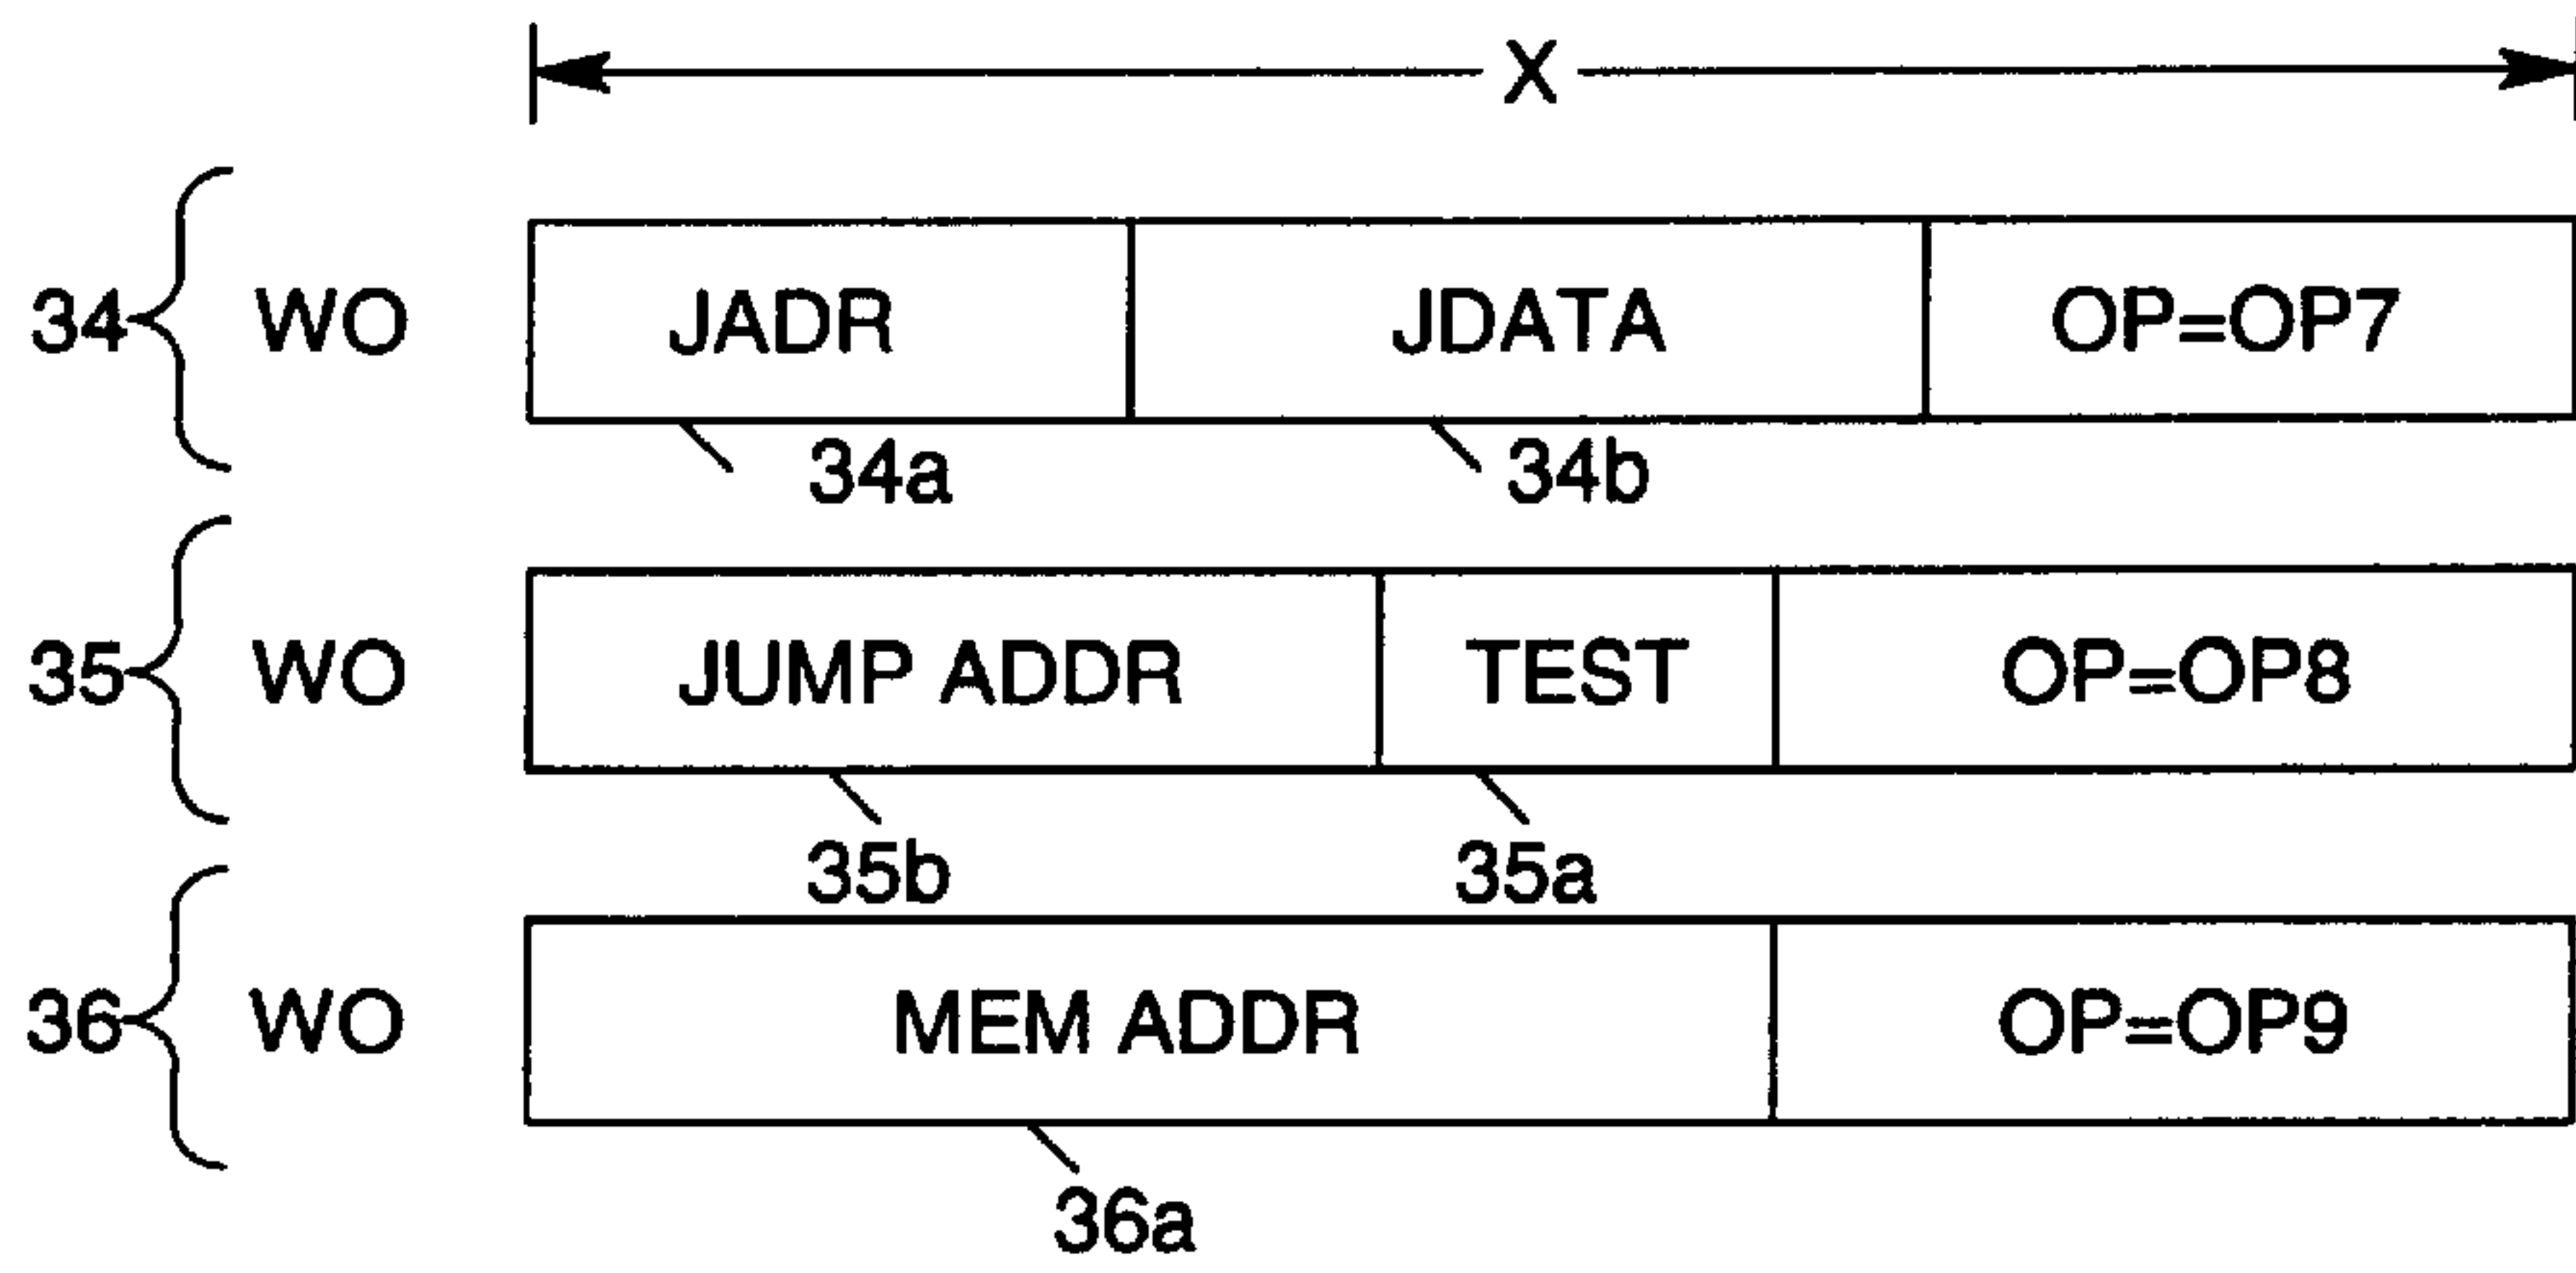 X
34 WO JADR JDATA OP=OP7
34a 34b
35 WO JUMP ADDR TEST OP=OP8
35b 35a
36 WO MEM ADDR OP=OP9
36a